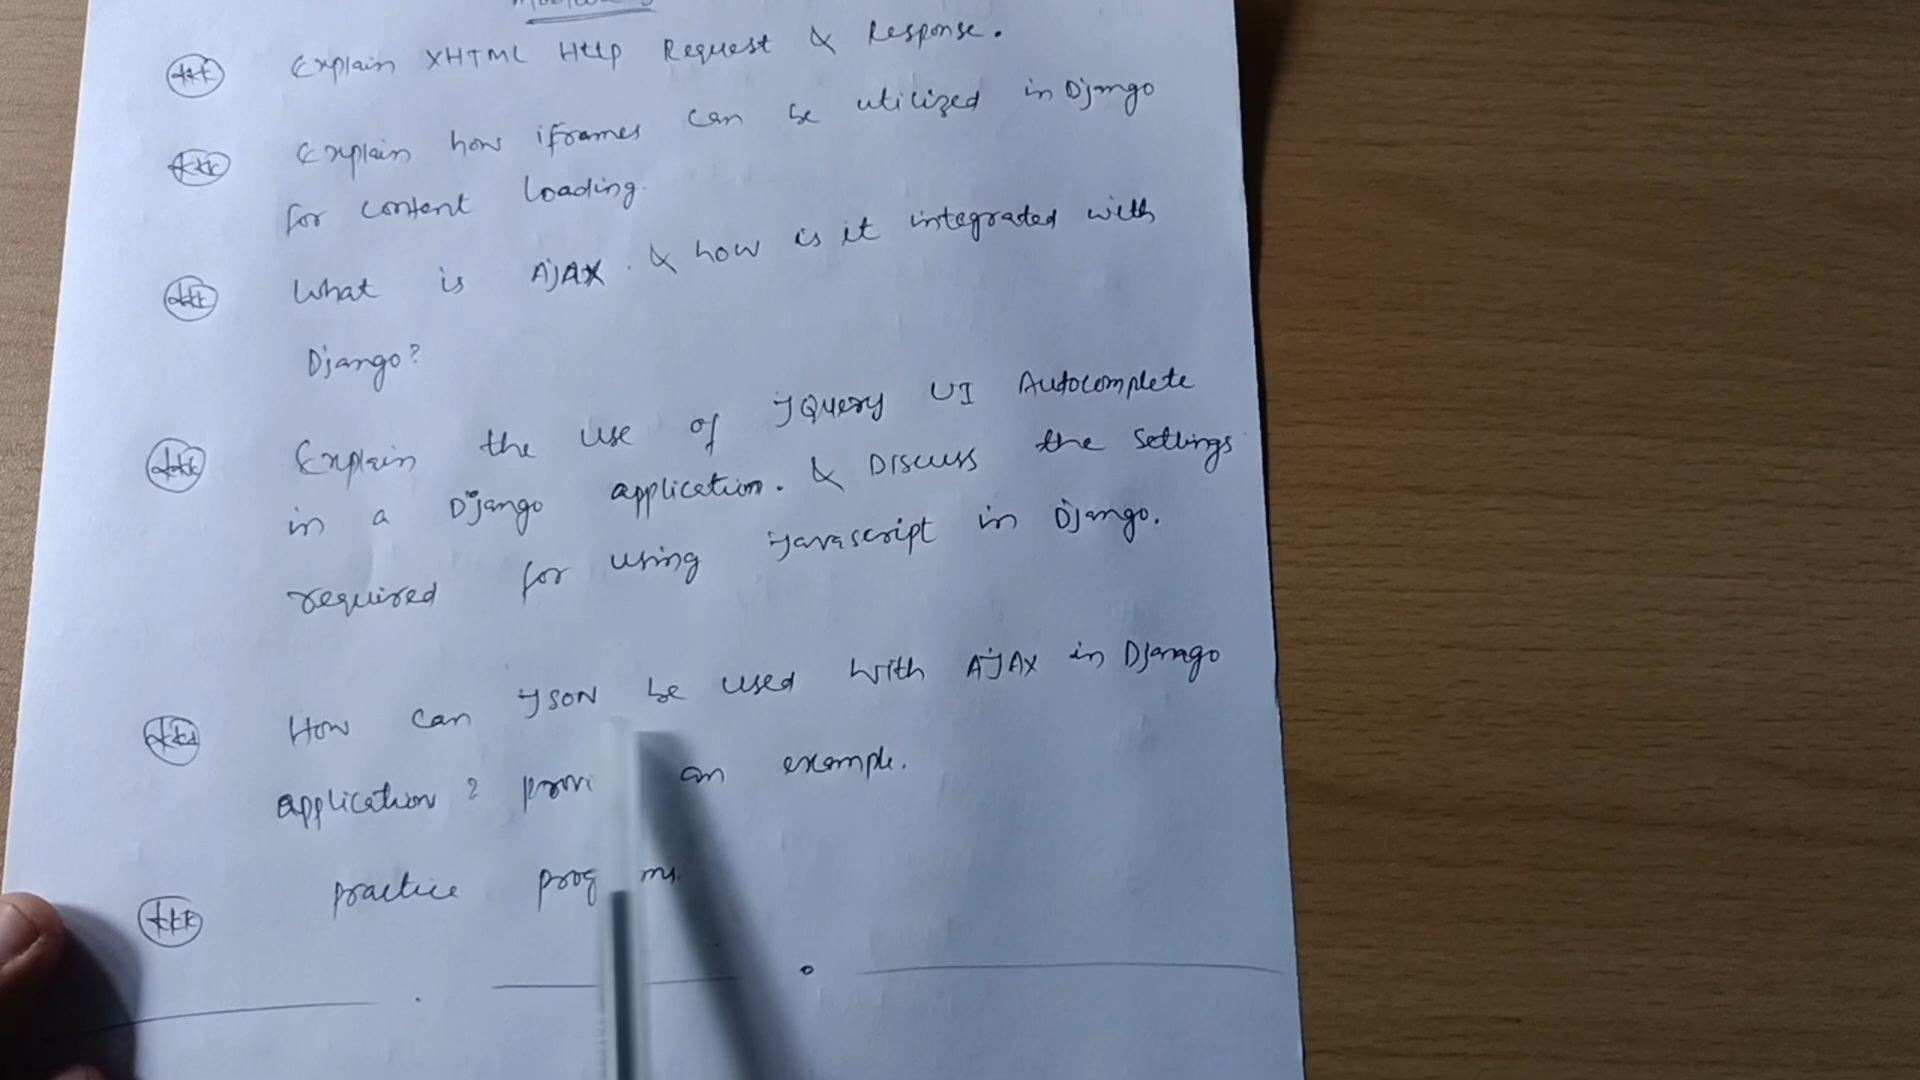 Explain XHTML Http Request & Response.
Explain how iframes can be utilized in Django
for content loading.
What is AJAX. & how is it integrated with
Django?
Explain the use of JQuery UI Autocomplete
in a Django application. & Discuss the settings
required for using Javascript in Django.
How can JSON be used with AJAX in Django
application? an example.
practice